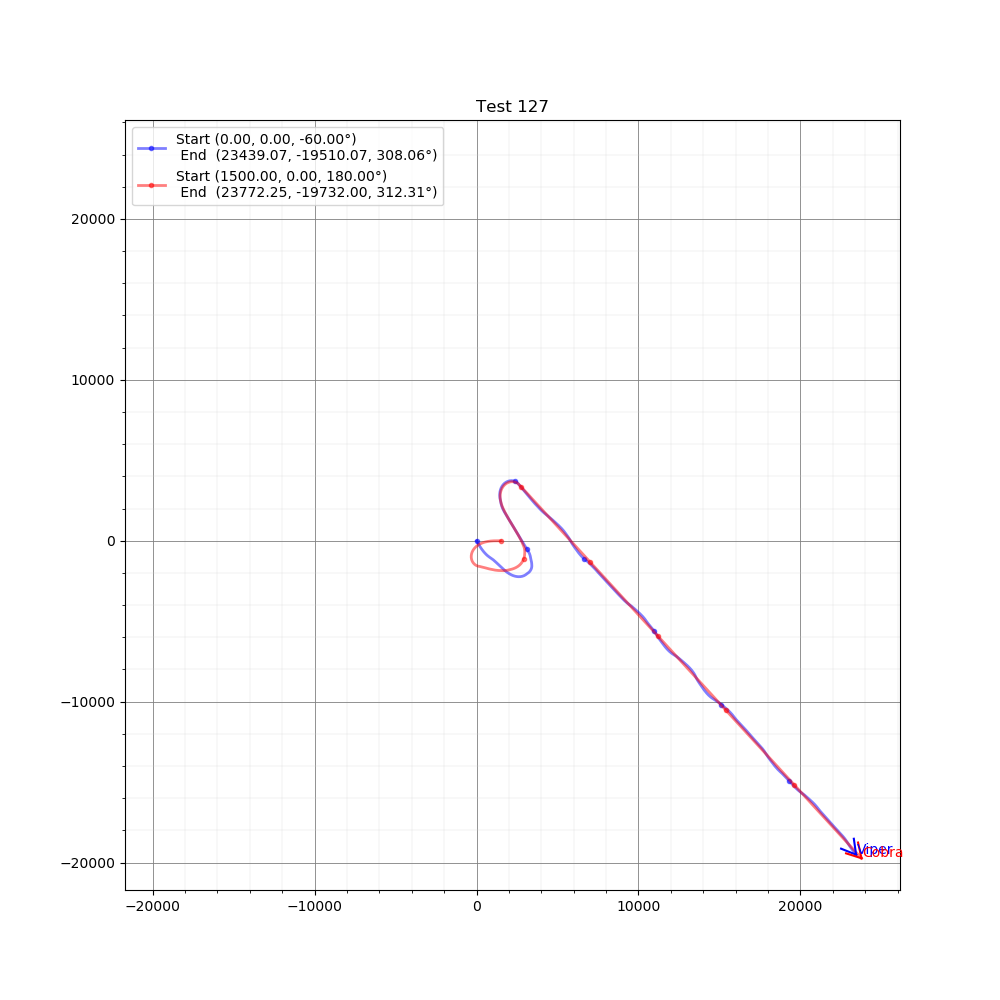 Test 127
Start (0.00, 0.00, -60.00°)
End (23439.07, -19510.07, 308.06°)
Start (1500.00, 0.00, 180.00°)
End (23772.25, -19732.00, 312.31°)
20000
10000
0
−10000
−20000
Viper
Cobra
−20000 −10000 0 10000 20000